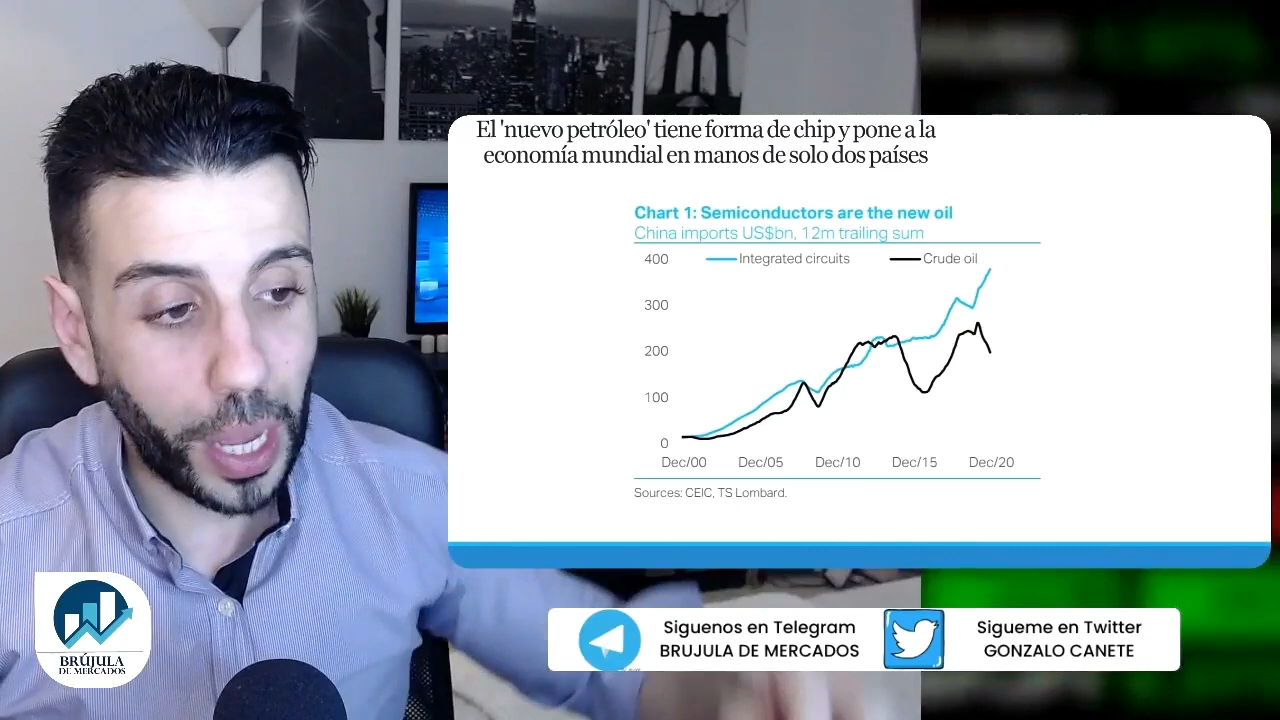 El 'nuevo petróleo' tiene forma de chip y pone a la
economía mundial en manos de solo dos países
Chart 1: Semiconductors are the new oil
China imports US$bn, 12m trailing sum
Integrated circuits
Crude oil
400
300
200
100
0
Dec/00
Dec/05
Dec/10
Dec/15
Dec/20
Sources: CEIC, TS Lombard.
BRÚJULA
DE MERCADOS
Siguenos en Telegram
BRUJULA DE MERCADOS
Sigueme en Twitter
GONZALO CANETE